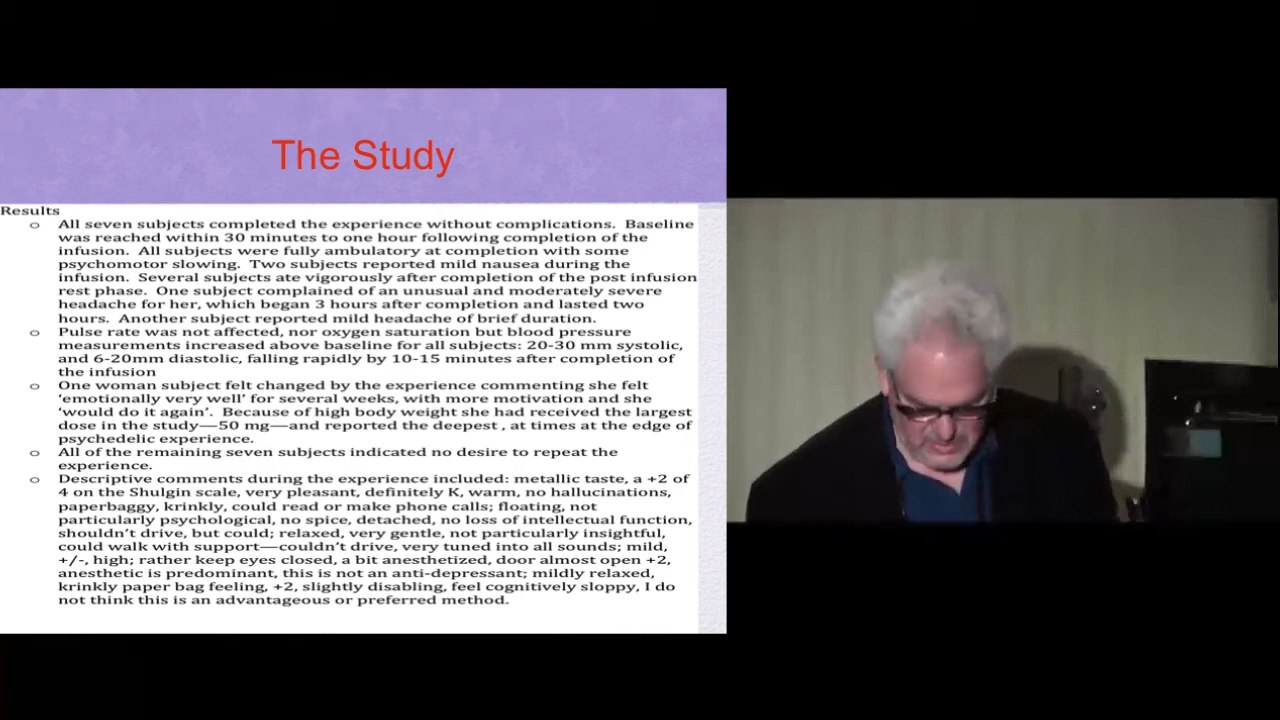 The Study
Results
o All seven subjects completed the experience without complications. Baseline
was reached within 30 minutes to one hour following completion of the
infusion. All subjects were fully ambulatory at completion with some
psychomotor slowing. Two subjects reported mild nausea during the
infusion. Several subjects ate vigorously after completion of the post infusion
rest phase. One subject complained of an unusual and moderately severe
headache for her, which began 3 hours after completion and lasted two
hours. Another subject reported mild headache of brief duration.
o Pulse rate was not affected, nor oxygen saturation but blood pressure
measurements increased above baseline for all subjects: 20-30 mm systolic,
and 6-20mm diastolic, falling rapidly by 10-15 minutes after completion of
the infusion
o One woman subject felt changed by the experience commenting she felt
‘emotionally very well’ for several weeks, with more motivation and she
‘would do it again’. Because of high body weight she had received the largest
dose in the study—50 mg—and reported the deepest , at times at the edge of
psychedelic experience.
o All of the remaining seven subjects indicated no desire to repeat the
experience.
o Descriptive comments during the experience included: metallic taste, a +2 of
4 on the Shulgin scale, very pleasant, definitely K, warm, no hallucinations,
paperbaggy, krinkly, could read or make phone calls; floating, not
particularly psychological, no spice, detached, no loss of intellectual function,
shouldn’t drive, but could; relaxed, very gentle, not particularly insightful,
could walk with support—couldn’t drive, very tuned into all sounds; mild,
+/-, high; rather keep eyes closed, a bit anesthetized, door almost open +2,
anesthetic is predominant, this is not an anti-depressant; mildly relaxed,
krinkly paper bag feeling, +2, slightly disabling, feel cognitively sloppy, I do
not think this is an advantageous or preferred method.